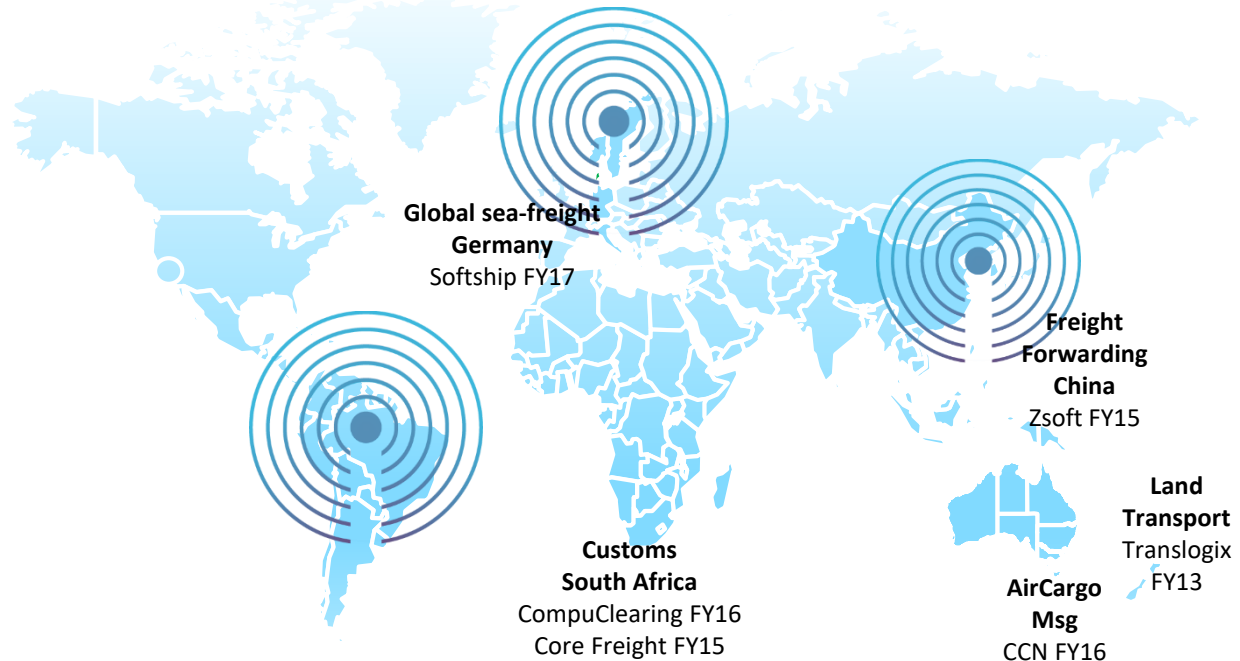 Global sea-freight
Germany
Softship FY17
Freight
Forwarding
China
Zsoft FY15
Land
Transport
Translogix
FY13
Customs
South Africa
CompuClearing FY16
Core Freight FY15
AirCargo
Msg
CCN FY16